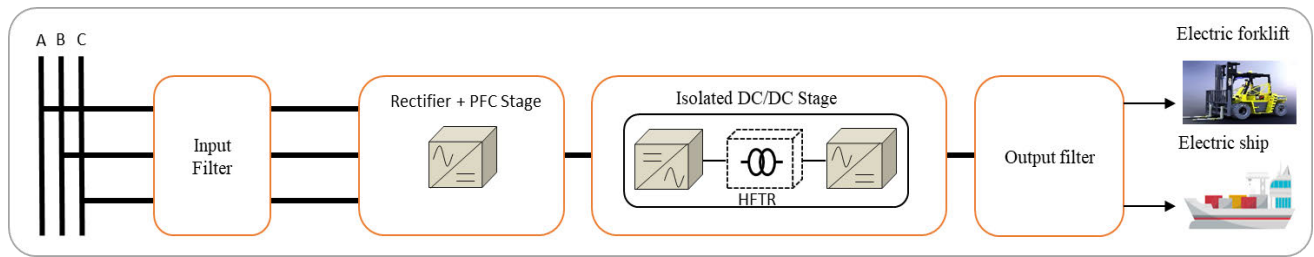 A B C
Input
Filter
Rectifier + PFC Stage
Isolated DC/DC Stage
HFTR
Output filter
Electric forklift
Electric ship